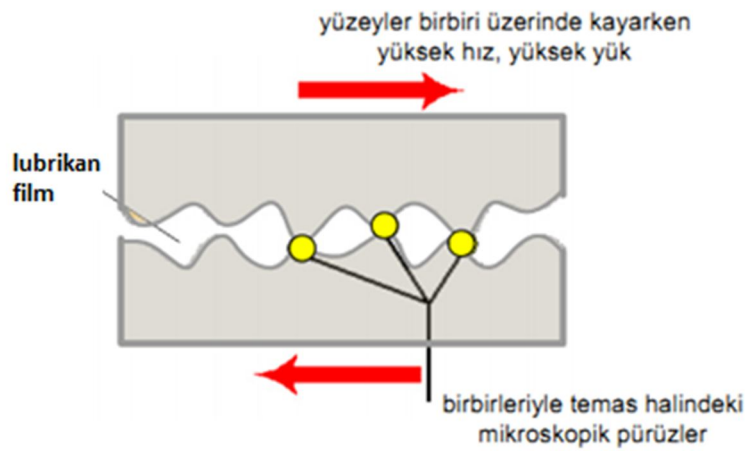 yüzeyler birbiri üzerinde kayarken
yüksek hız, yüksek yük
lubrikan
film
birbirleriyle temas halindeki
mikroskopik pürüzler